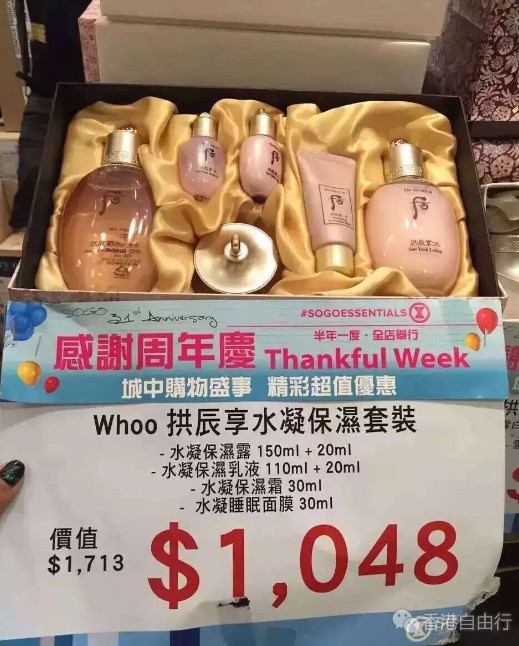 拱辰享水
SOGO 31st Anniversary
#SOGOESSENTIALS
半年一度·全店舉行
感謝周年慶 Thankful Week
城中購物盛事 精彩超值優惠
Whoo 拱辰享水凝保濕套裝
- 水凝保濕露 150ml + 20ml
- 水凝保濕乳液 110ml + 20ml
- 水凝保濕霜 30ml
- 水凝睡眠面膜 30ml
價值
$1,713
$1,048
香港自由行